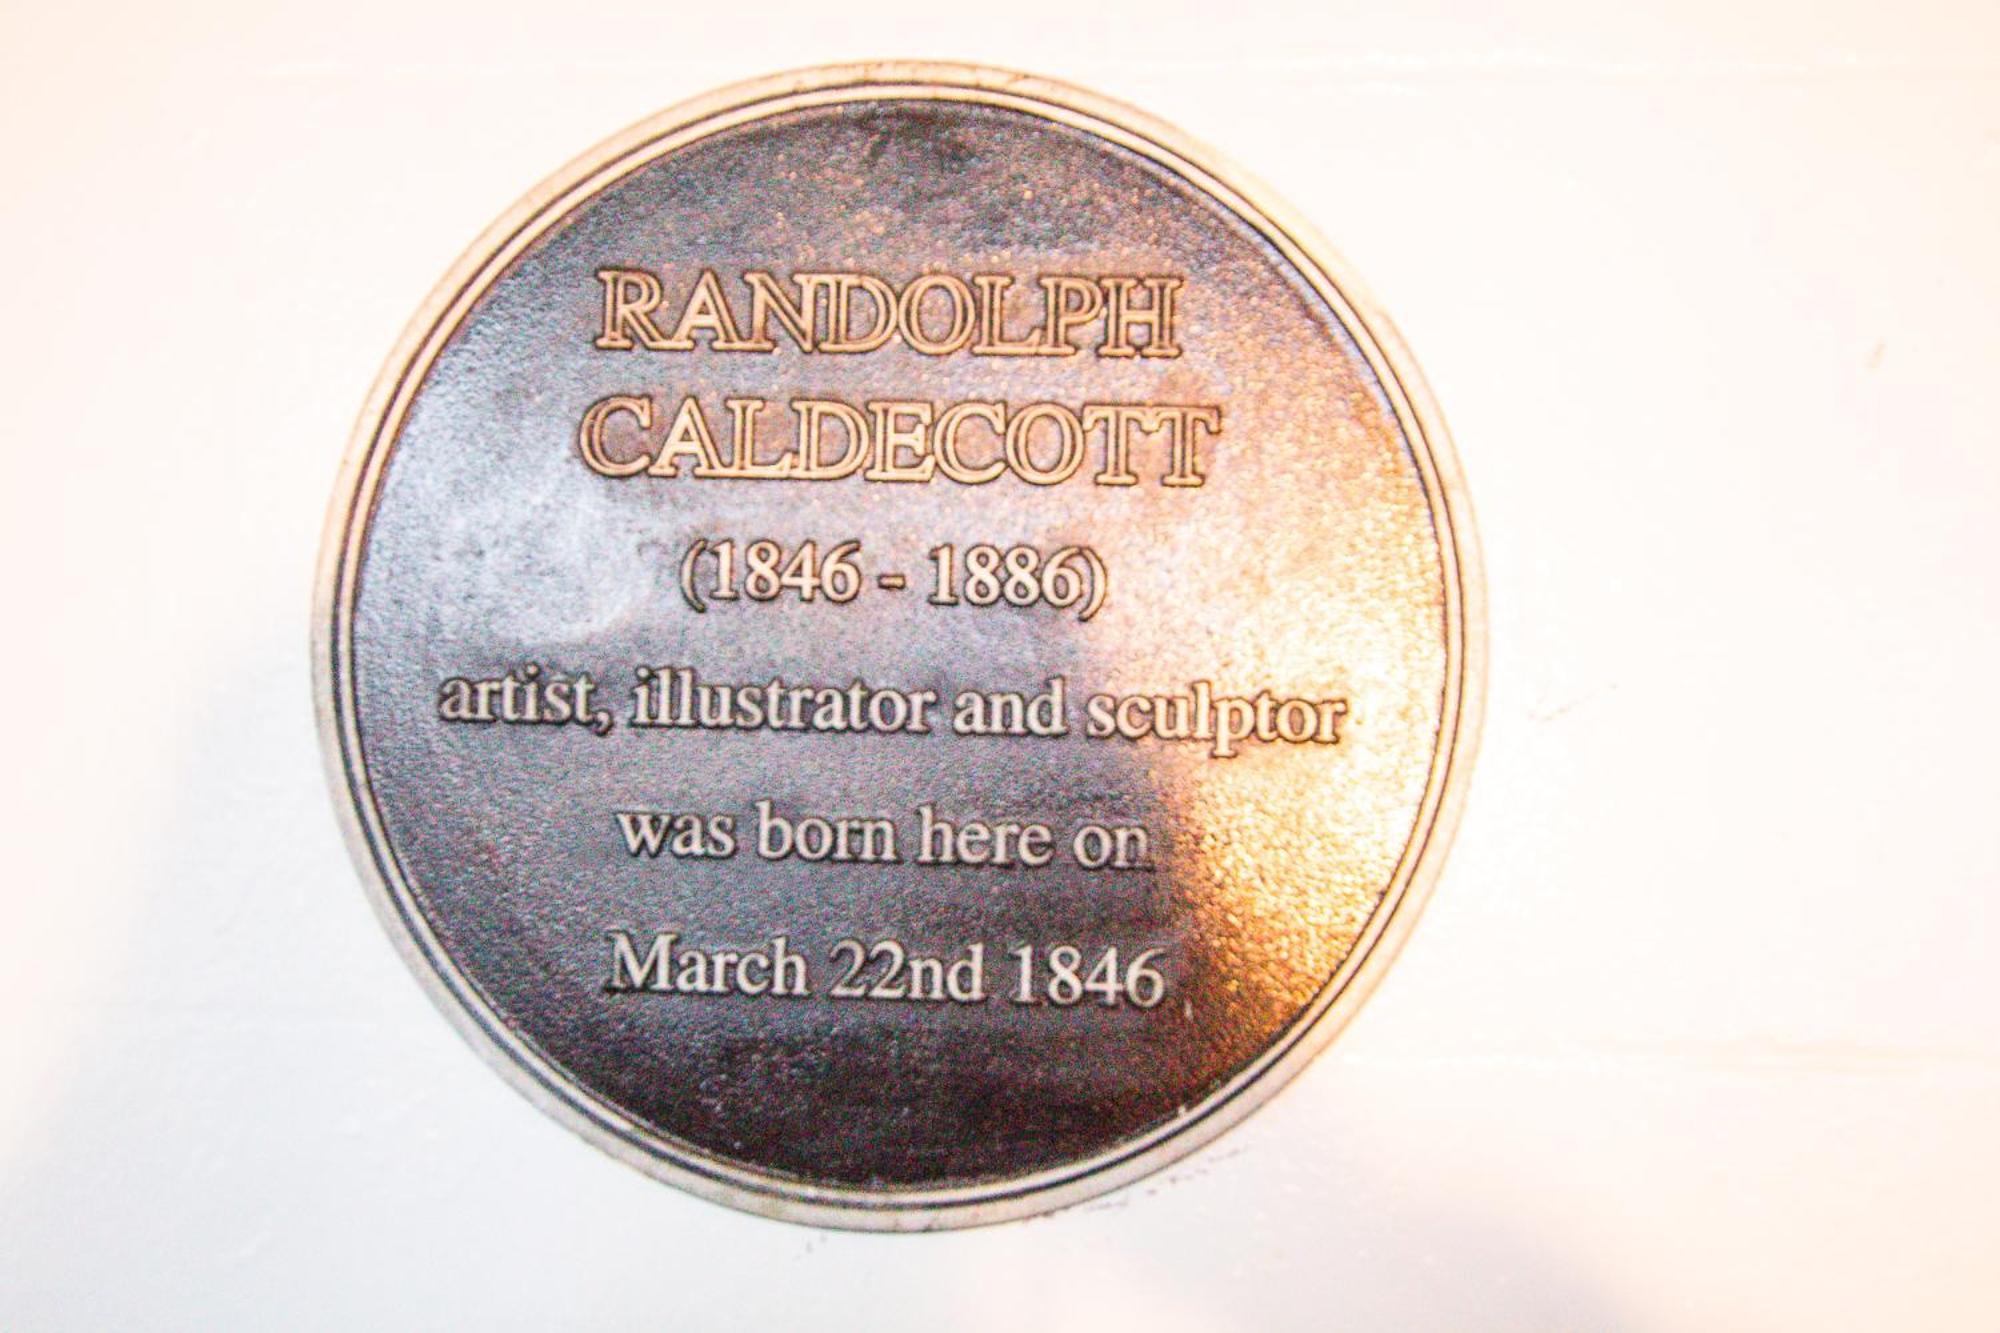 RANDOLPH
CALDECOTT
(1846 - 1886)
artist, illustrator and sculptor
was born here on
March 22nd 1846